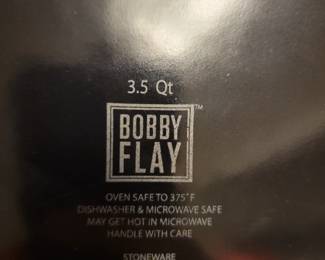 3.5 Qt
BOBBY
FLAY
TM
OVEN SAFE TO 375°F
DISHWASHER & MICROWAVE SAFE
MAY GET HOT IN MICROWAVE
HANDLE WITH CARE
STONEWARE